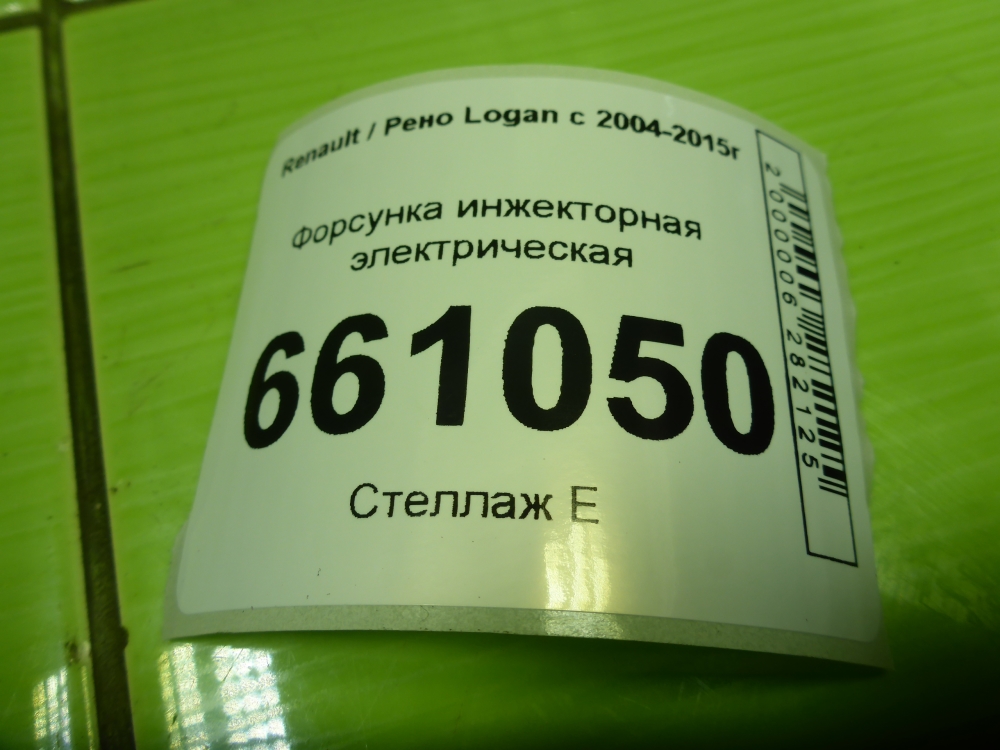 Renault / Рено Logan с 2004-2015г
Форсунка инжекторная
электрическая
661050
Стеллаж Е
2000006282125